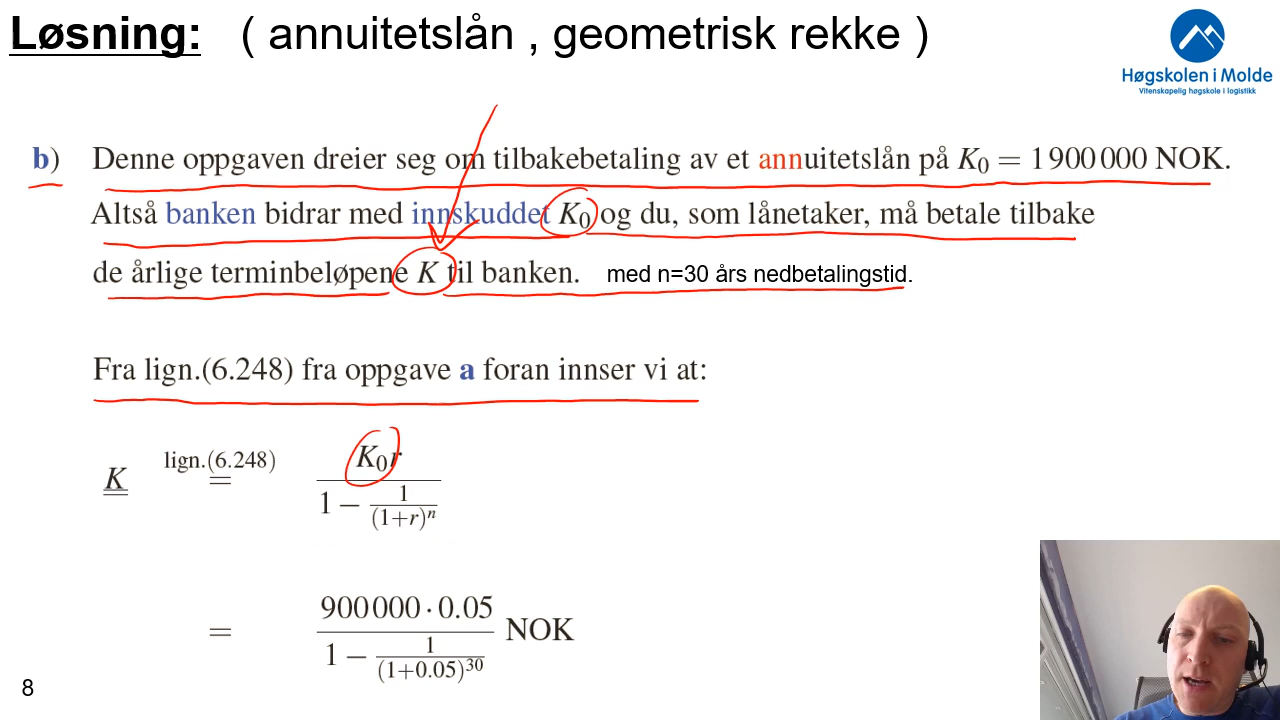 Løsning: ( annuitetslån , geometrisk rekke )
Høgskolen i Molde
Vitenskapelig høgskole i logistikk
b) Denne oppgaven dreier seg om tilbakebetaling av et annuitetslån på K₀ = 1 900 000 NOK.
Altså banken bidrar med innskuddet K₀ og du, som lånetaker, må betale tilbake
de årlige terminbeløpene K til banken. med n=30 års nedbetalingstid.
Fra lign.(6.248) fra oppgave a foran innser vi at:
K lign.(6.248) = K₀r / (1 − 1/(1+r)ⁿ)
= 900 000 · 0.05 / (1 − 1/(1+0.05)³⁰) NOK
8